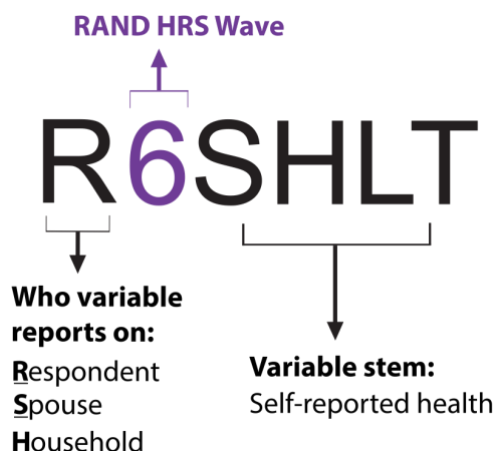 RAND HRS Wave
R6SHLT
Who variable
reports on:
Respondent
Spouse
Household
Variable stem:
Self-reported health